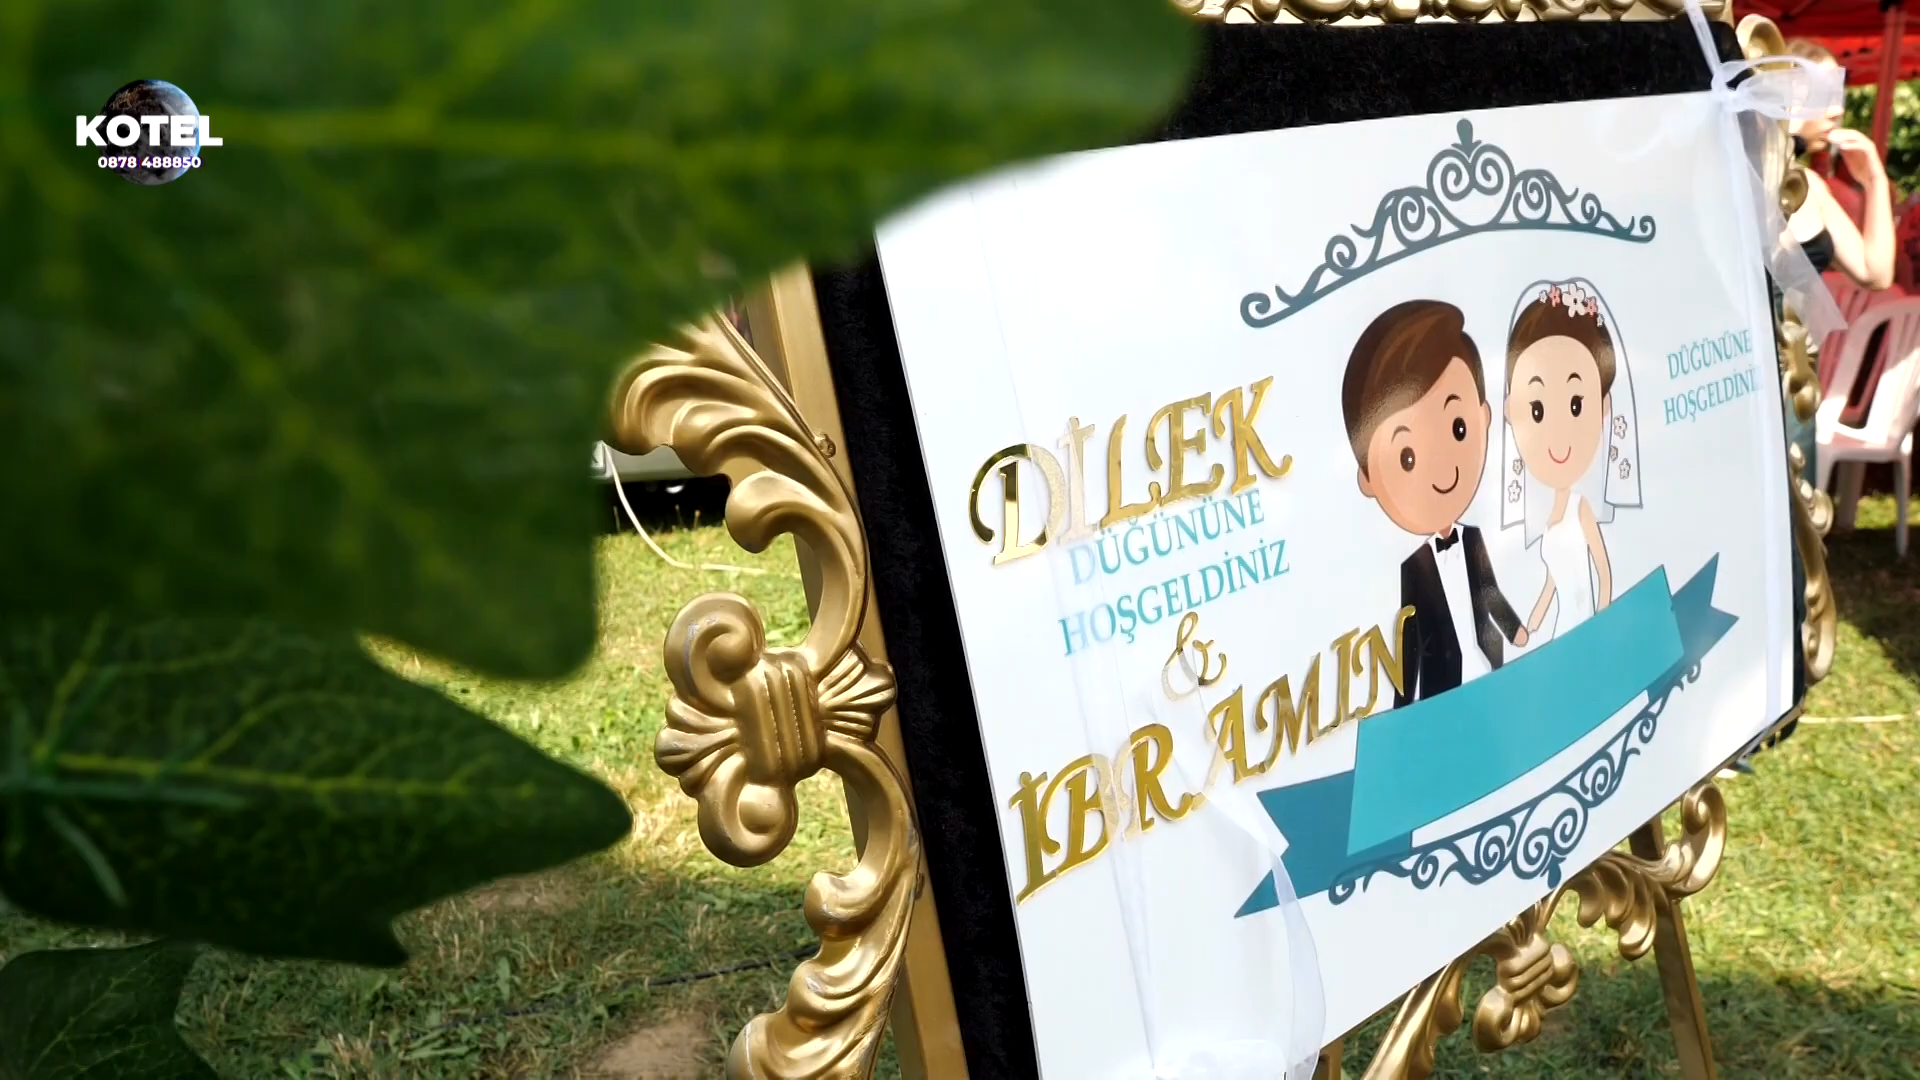 KOTEL
0878 488850
DİLEK
DÜĞÜNÜNE
HOŞGELDİNİZ
&
İBRAMIN
DÜĞÜNÜNE
HOŞGELDİNİZ